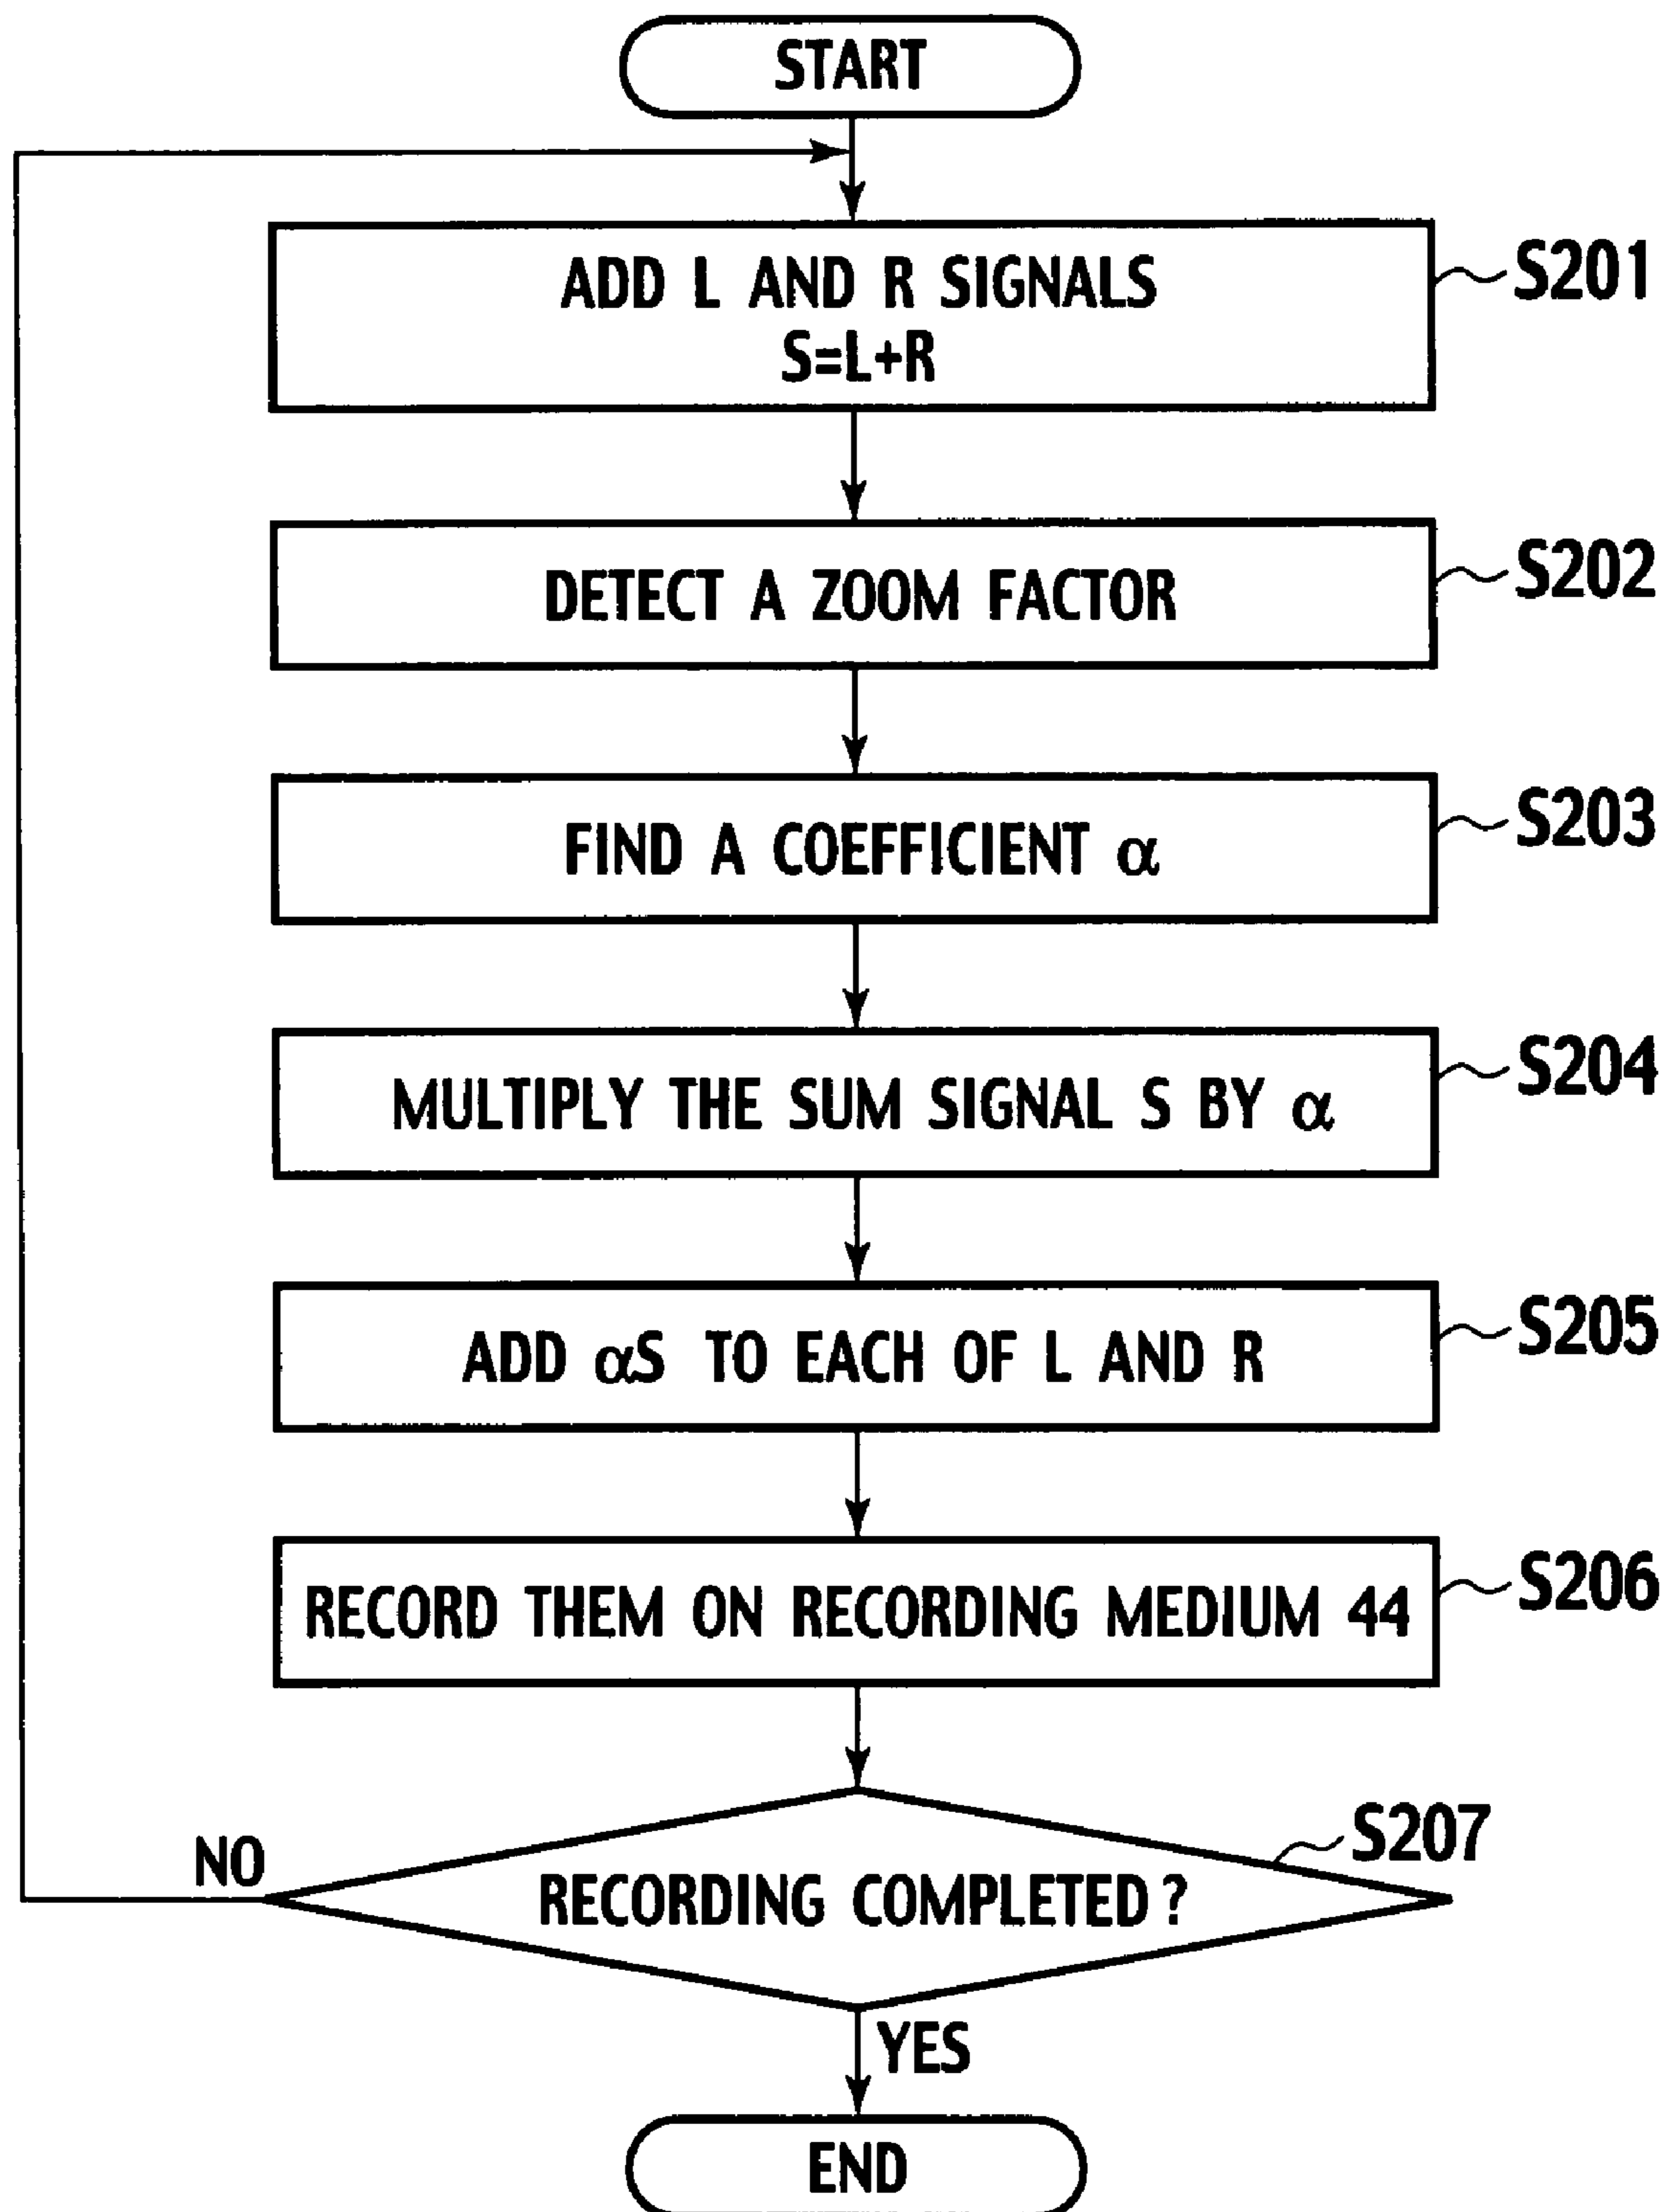 START
ADD L AND R SIGNALS
S=L+R
S201
DETECT A ZOOM FACTOR
S202
FIND A COEFFICIENT α
S203
MULTIPLY THE SUM SIGNAL S BY α
S204
ADD αS TO EACH OF L AND R
S205
RECORD THEM ON RECORDING MEDIUM 44
S206
RECORDING COMPLETED ?
S207
NO
YES
END